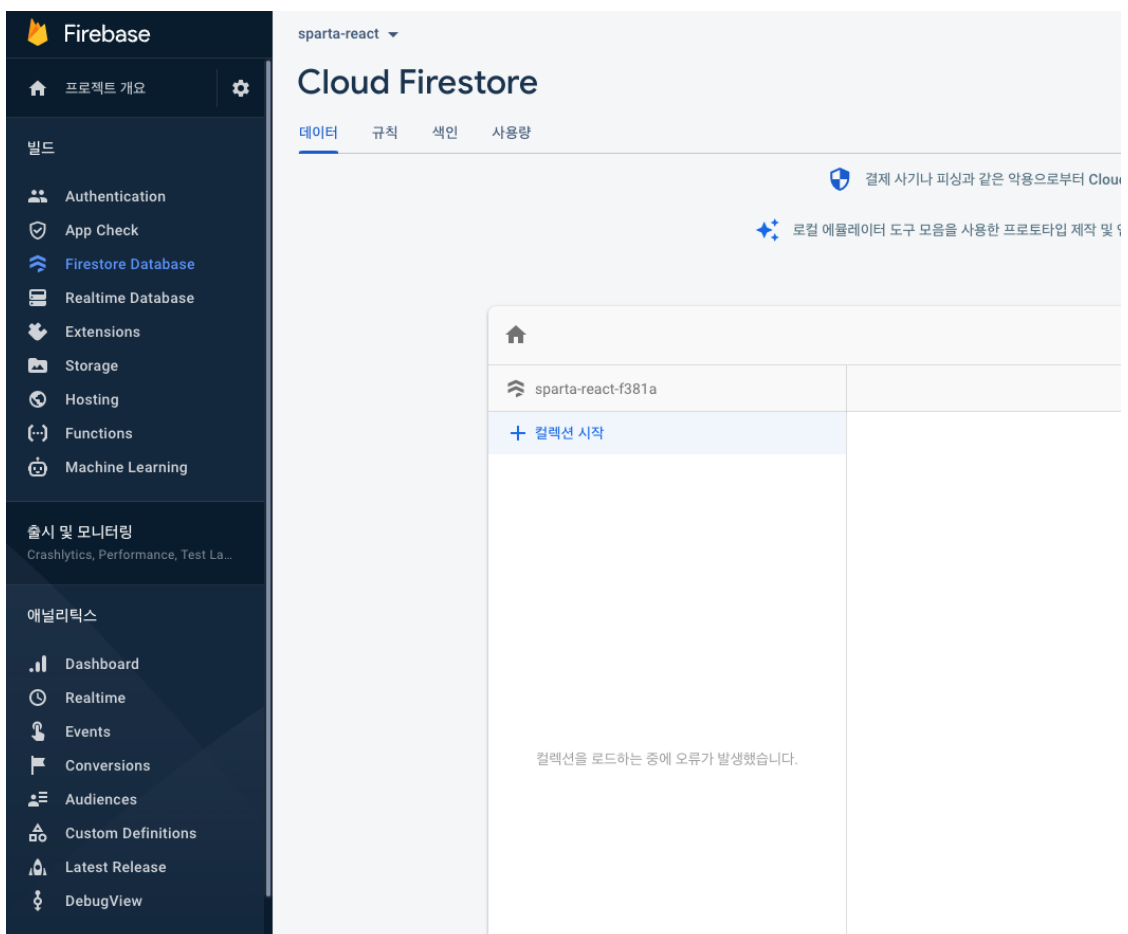 Firebase
프로젝트 개요
빌드
Authentication
App Check
Firestore Database
Realtime Database
Extensions
Storage
Hosting
Functions
Machine Learning
출시 및 모니터링
Crashlytics, Performance, Test La...
애널리틱스
Dashboard
Realtime
Events
Conversions
Audiences
Custom Definitions
Latest Release
DebugView
sparta-react
Cloud Firestore
데이터 규칙 색인 사용량
결제 사기나 피싱과 같은 악용으로부터 Clou
로컬 에뮬레이터 도구 모음을 사용한 프로토타입 제작 및
sparta-react-f381a
+ 컬렉션 시작
컬렉션을 로드하는 중에 오류가 발생했습니다.